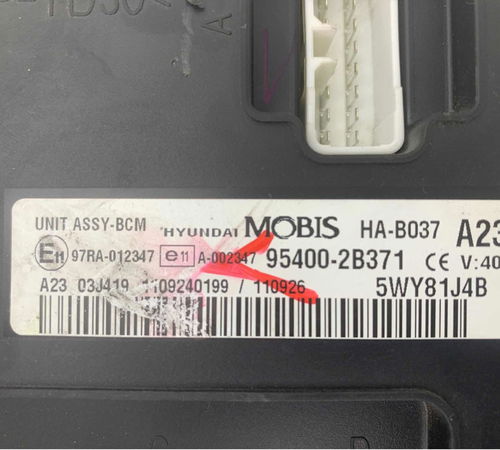 A
UNIT ASSY-BCM HYUNDAI MOBIS HA-B037 A23
E11 97RA-012347 e11 A-002347 95400-2B371 CE V:40
A23 03J419 1109240199 / 110926 5WY81J4B